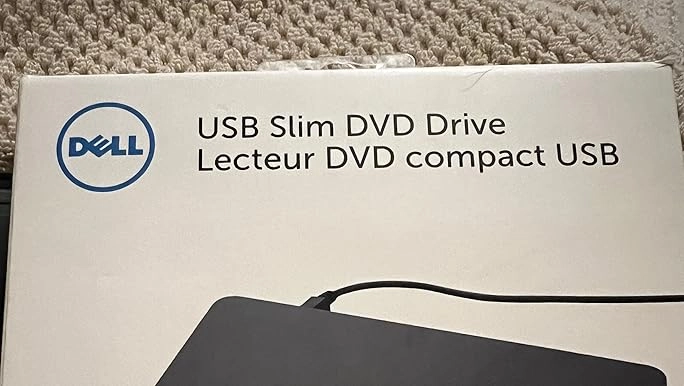 DELL
USB Slim DVD Drive
Lecteur DVD compact USB